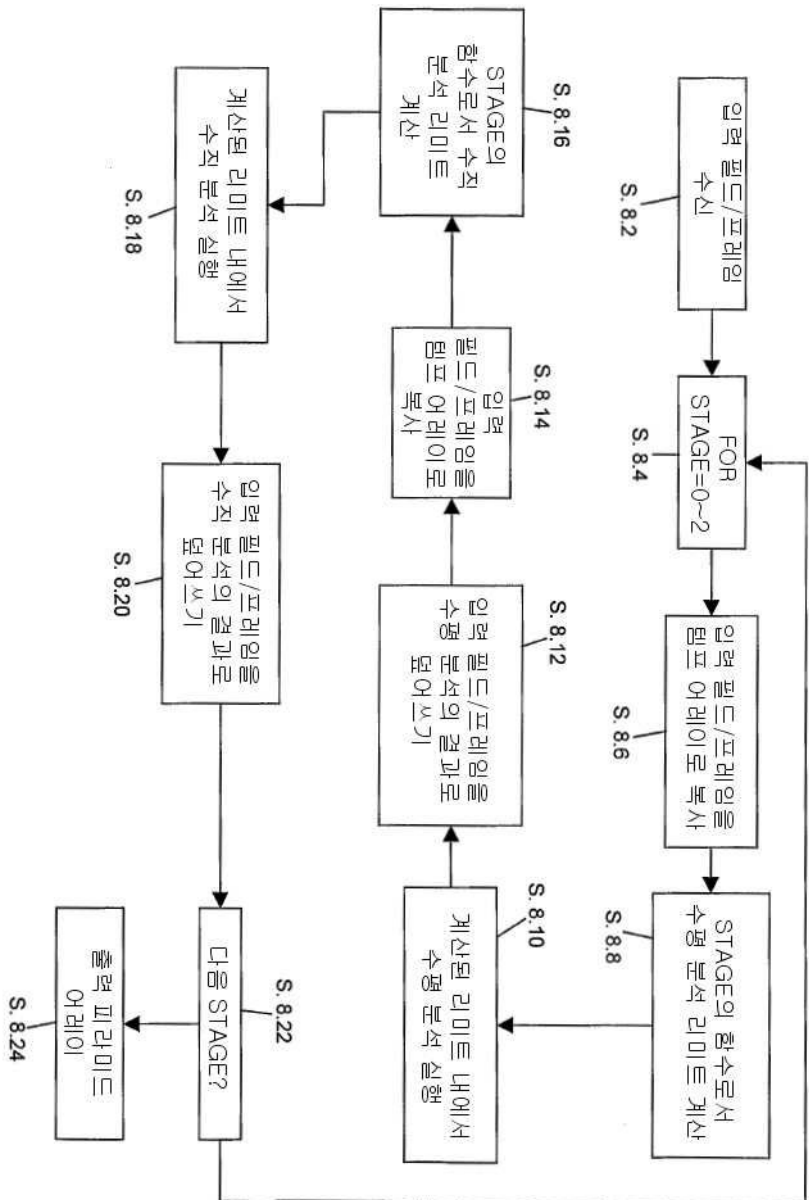 입력 필드/프레임
수신
S. 8.2
FOR
STAGE=0~2
S. 8.4
입력 필드/프레임을
템프 어레이로 복사
S. 8.6
STAGE의 함수로서
수평 분석 리미트 계산
S. 8.8
계산된 리미트 내에서
수평 분석 실행
S. 8.10
입력 필드/프레임을
수평 분석의 결과로
덮어쓰기
S. 8.12
입력
필드/프레임을
템프 어레이로
복사
S. 8.14
STAGE의
함수로서 수직
분석 리미트
계산
S. 8.16
계산된 리미트 내에서
수직 분석 실행
S. 8.18
입력 필드/프레임을
수직 분석의 결과로
덮어쓰기
S. 8.20
다음 STAGE?
S. 8.22
출력 피라미드
어레이
S. 8.24